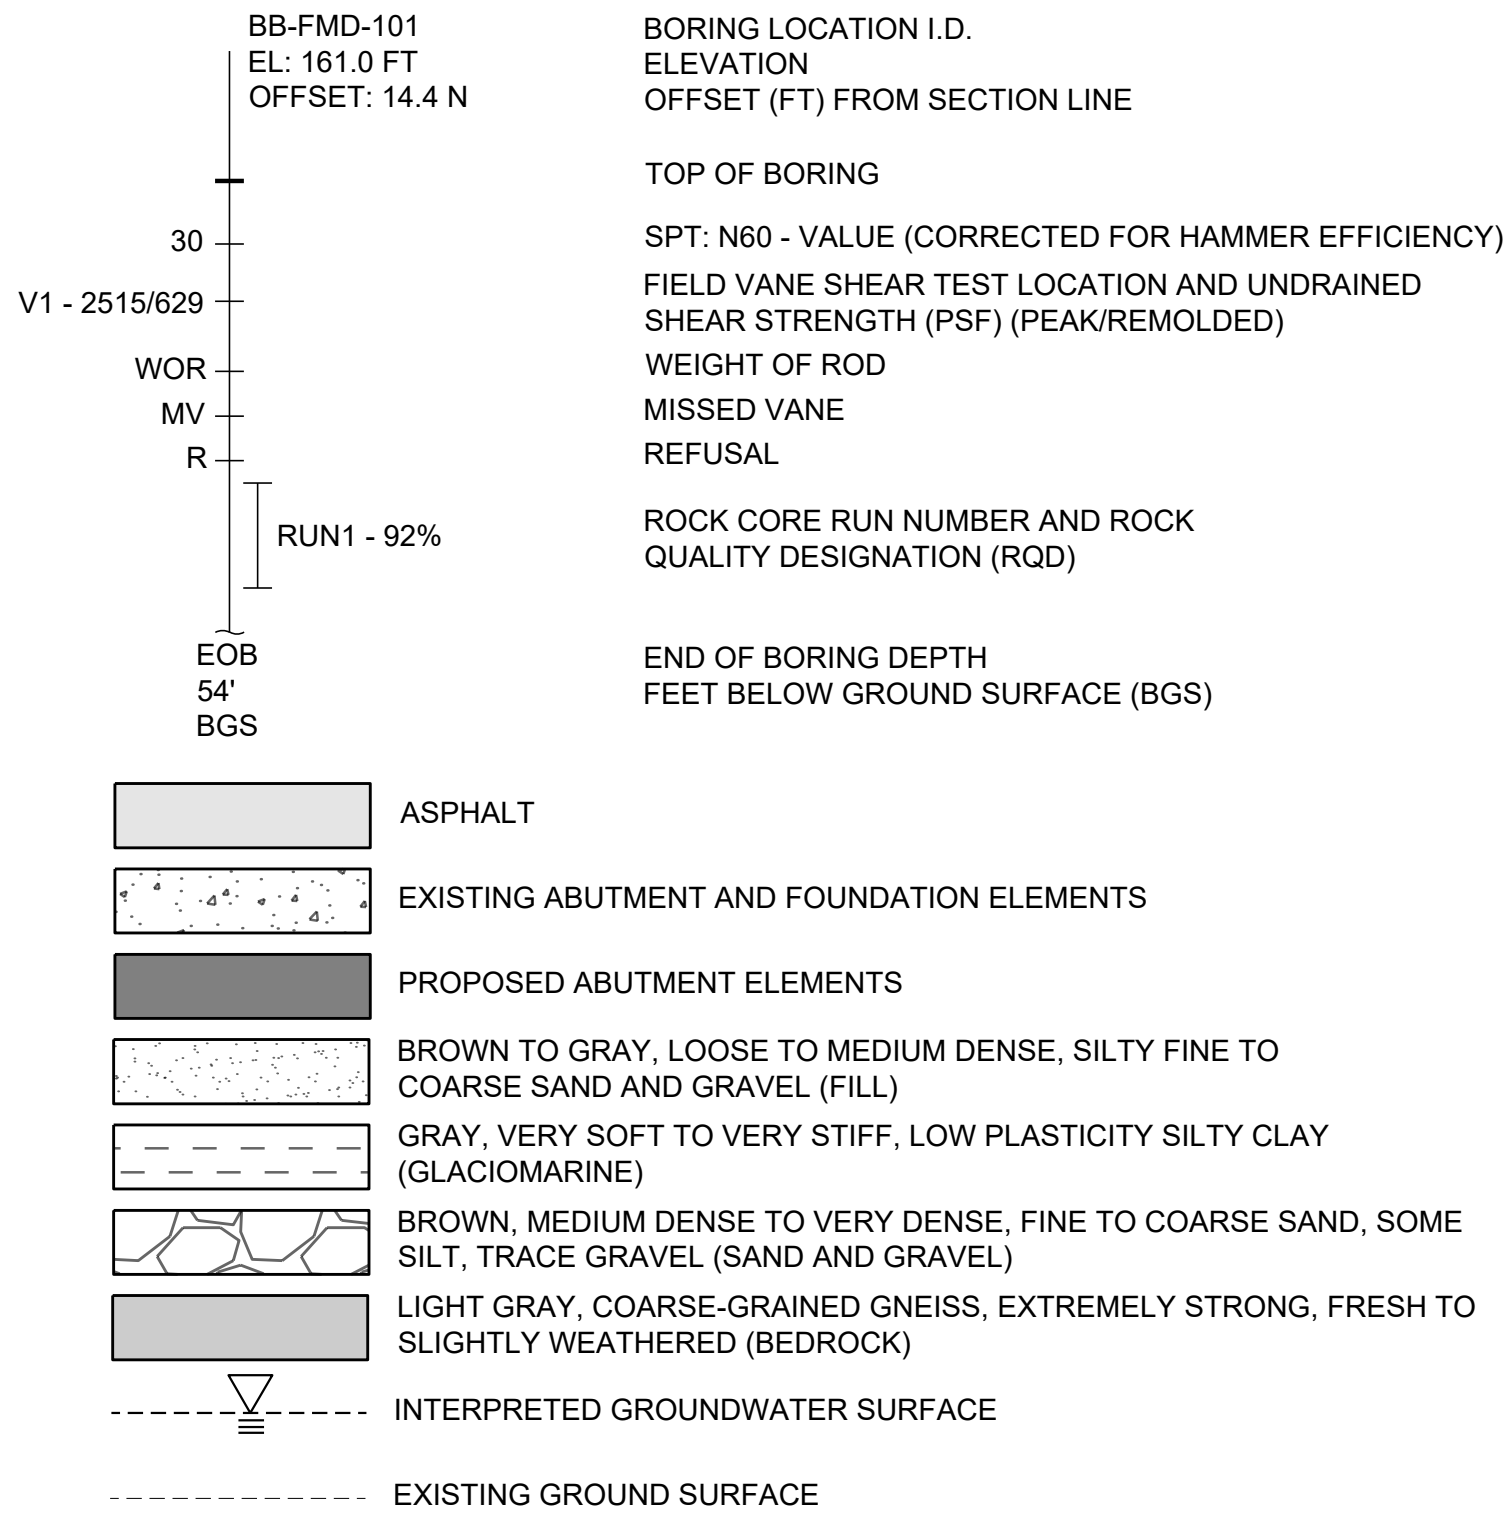 BB-FMD-101
EL: 161.0 FT
OFFSET: 14.4 N
BORING LOCATION I.D.
ELEVATION
OFFSET (FT) FROM SECTION LINE
TOP OF BORING
30
SPT: N60 - VALUE (CORRECTED FOR HAMMER EFFICIENCY)
V1 - 2515/629
FIELD VANE SHEAR TEST LOCATION AND UNDRAINED
SHEAR STRENGTH (PSF) (PEAK/REMOLDED)
WOR
WEIGHT OF ROD
MV
MISSED VANE
R
REFUSAL
RUN1 - 92%
ROCK CORE RUN NUMBER AND ROCK
QUALITY DESIGNATION (RQD)
EOB
54'
BGS
END OF BORING DEPTH
FEET BELOW GROUND SURFACE (BGS)
ASPHALT
EXISTING ABUTMENT AND FOUNDATION ELEMENTS
PROPOSED ABUTMENT ELEMENTS
BROWN TO GRAY, LOOSE TO MEDIUM DENSE, SILTY FINE TO
COARSE SAND AND GRAVEL (FILL)
GRAY, VERY SOFT TO VERY STIFF, LOW PLASTICITY SILTY CLAY
(GLACIOMARINE)
BROWN, MEDIUM DENSE TO VERY DENSE, FINE TO COARSE SAND, SOME
SILT, TRACE GRAVEL (SAND AND GRAVEL)
LIGHT GRAY, COARSE-GRAINED GNEISS, EXTREMELY STRONG, FRESH TO
SLIGHTLY WEATHERED (BEDROCK)
INTERPRETED GROUNDWATER SURFACE
EXISTING GROUND SURFACE